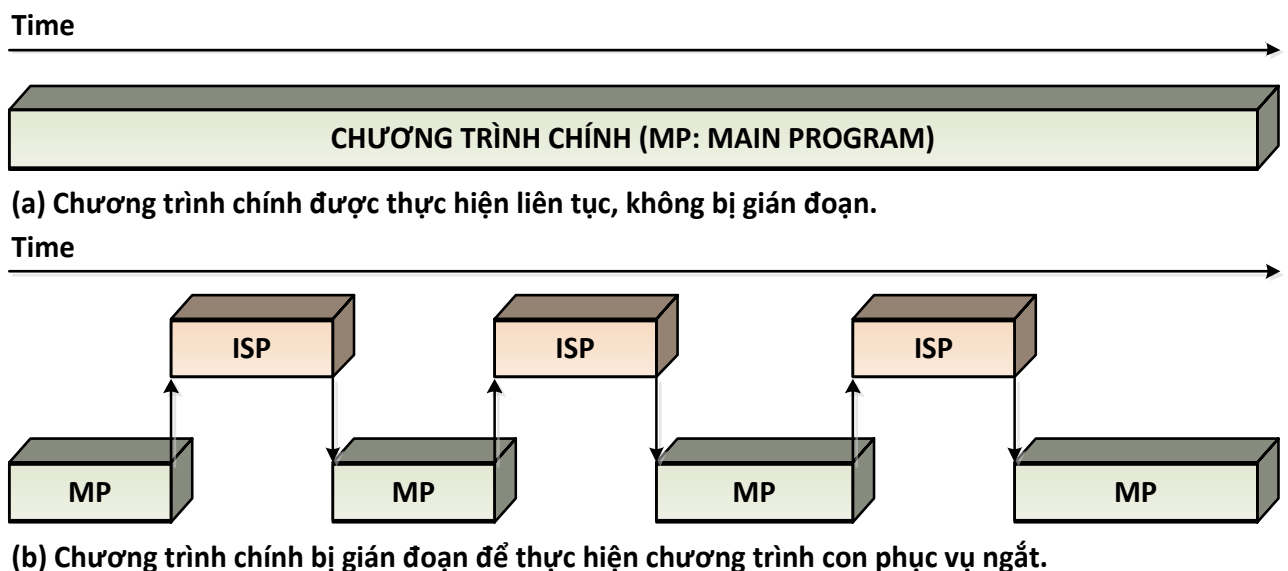 Time
CHƯƠNG TRÌNH CHÍNH (MP: MAIN PROGRAM)
(a) Chương trình chính được thực hiện liên tục, không bị gián đoạn.
Time
ISP ISP ISP
MP MP MP MP
(b) Chương trình chính bị gián đoạn để thực hiện chương trình con phục vụ ngắt.